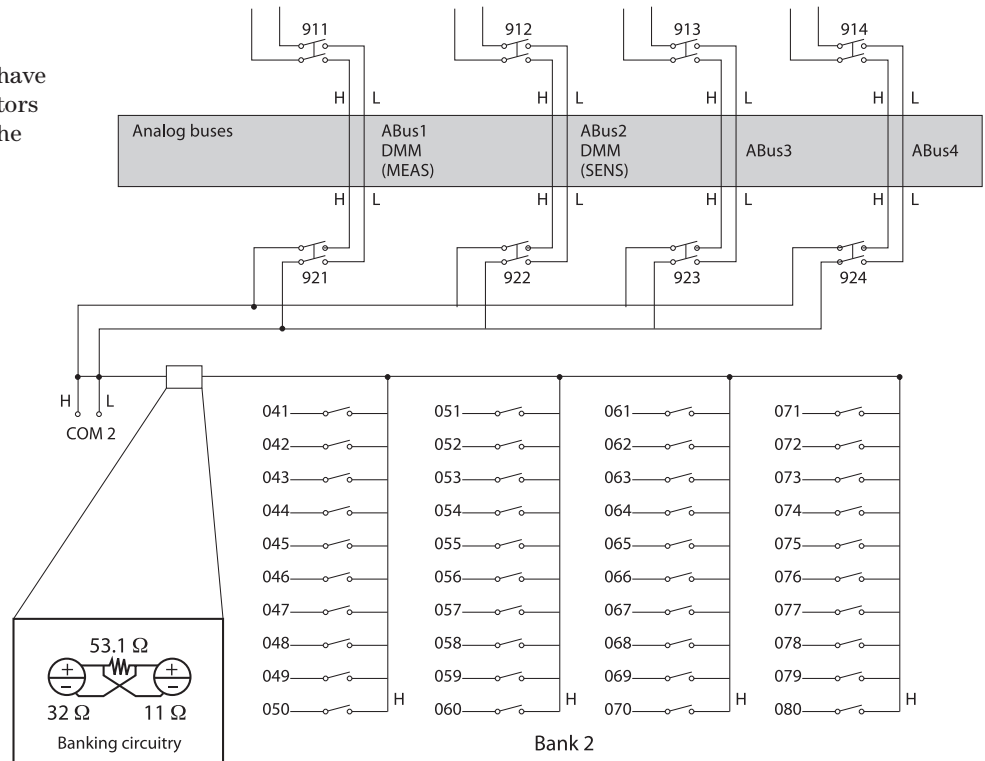 have
tors
he
911 912 913 914
H L H L H L H L
Analog buses
ABus1
DMM
(MEAS)
ABus2
DMM
(SENS)
ABus3
ABus4
H L H L H L H L
921 922 923 924
H L
COM 2
041 051 061 071
042 052 062 072
043 053 063 073
044 054 064 074
045 055 065 075
046 056 066 076
047 057 067 077
048 058 068 078
049 059 069 079
H H H H
050 060 070 080
53.1 Ω
+ +
– –
32 Ω 11 Ω
Banking circuitry
Bank 2